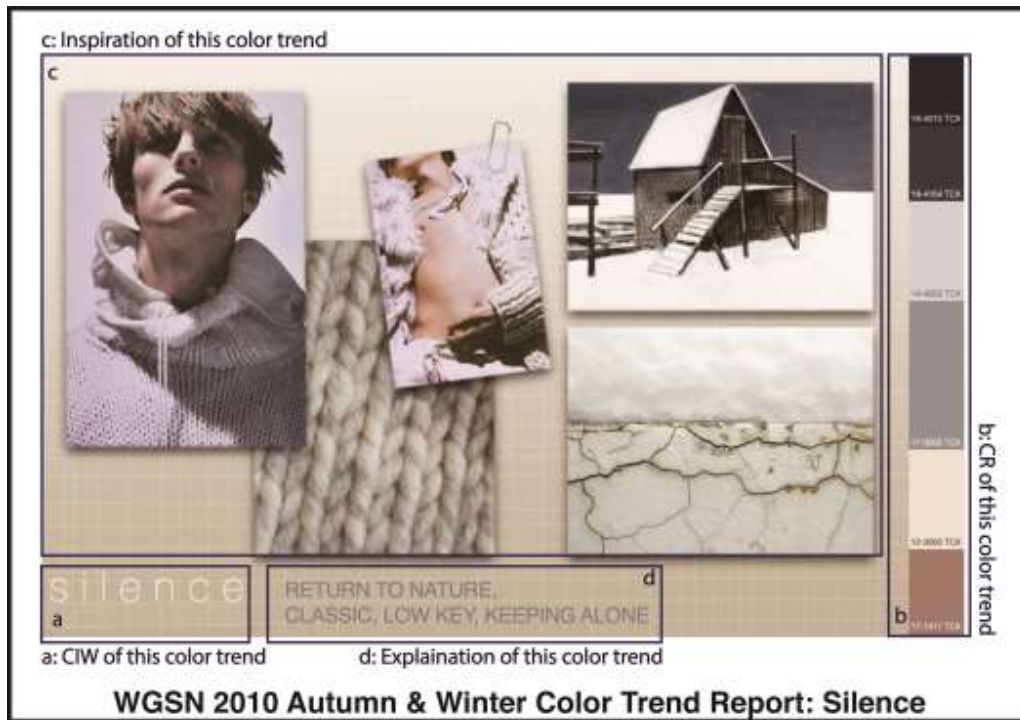 c: Inspiration of this color trend
c
silence
a
RETURN TO NATURE,
CLASSIC, LOW KEY, KEEPING ALONE
d
b
b: CR of this color trend
a: CIW of this color trend
d: Explaination of this color trend
WGSN 2010 Autumn & Winter Color Trend Report: Silence